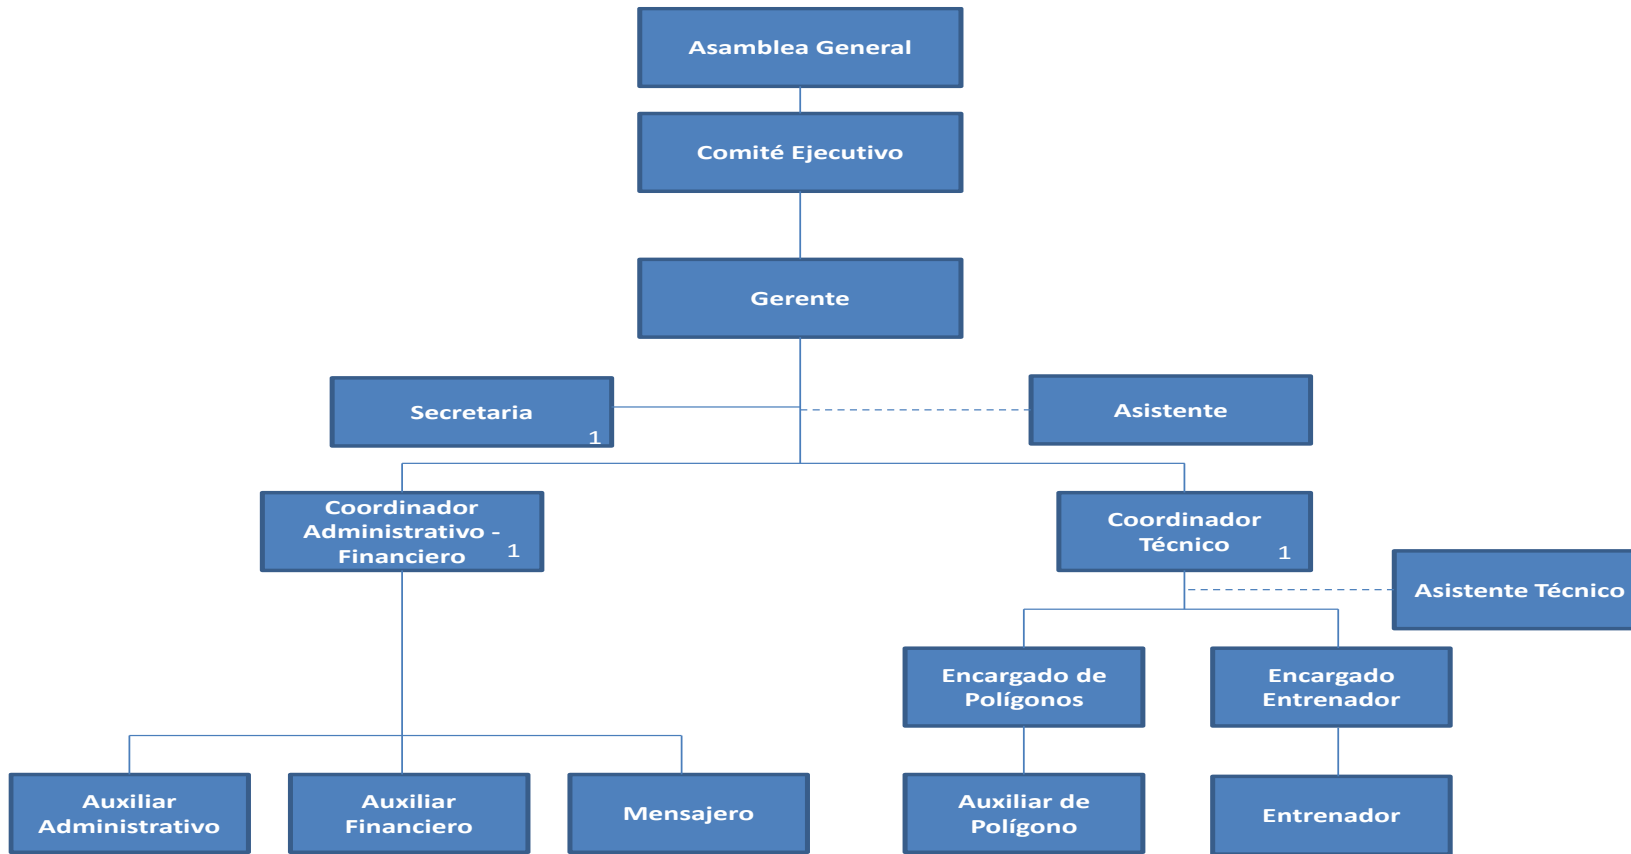 Asamblea General
Comité Ejecutivo
Gerente
Secretaria
1
Asistente
Coordinador
Administrativo -
Financiero
1
Coordinador
Técnico
1
Asistente Técnico
Encargado de
Polígonos
Encargado
Entrenador
Auxiliar
Administrativo
Auxiliar
Financiero
Mensajero
Auxiliar de
Polígono
Entrenador